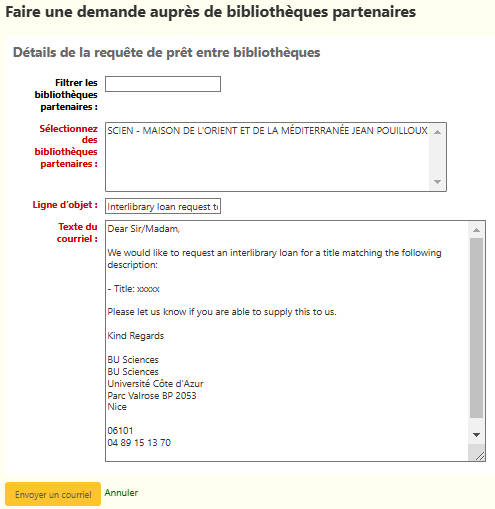 Faire une demande auprès de bibliothèques partenaires
Détails de la requête de prêt entre bibliothèques
Filtrer les
bibliothèques
partenaires :
Sélectionnez
des
bibliothèques
partenaires :
SCIEN - MAISON DE L'ORIENT ET DE LA MÉDITERRANÉE JEAN POUILLOUX
Ligne d'objet :
Interlibrary loan request t
Texte du
courriel :
Dear Sir/Madam,
We would like to request an interlibrary loan for a title matching the following
description:
- Title: xxxxx
Please let us know if you are able to supply this to us.
Kind Regards
BU Sciences
BU Sciences
Université Côte d'Azur
Parc Valrose BP 2053
Nice
06101
04 89 15 13 70
Envoyer un courriel
Annuler